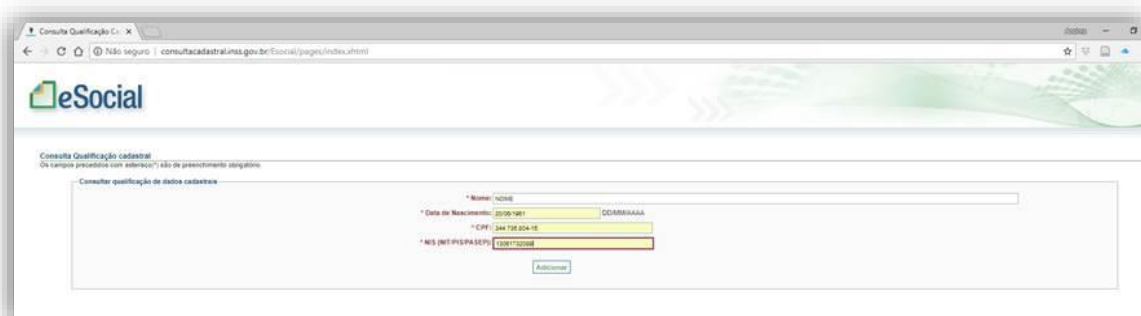 Consulta Qualificação C
Não seguro | consultacadastral.inss.gov.br/Esocial/pages/index.xhtml
eSocial
Consulta Qualificação cadastral
Os campos precedidos com asterisco(*) são de preenchimento obrigatório.
Consultar qualificação de dados cadastrais
* Nome: NOME
* Data de Nascimento: DD/MM/AAAA
* CPF:
* NIS (NIT/PIS/PASEP):
Adicionar